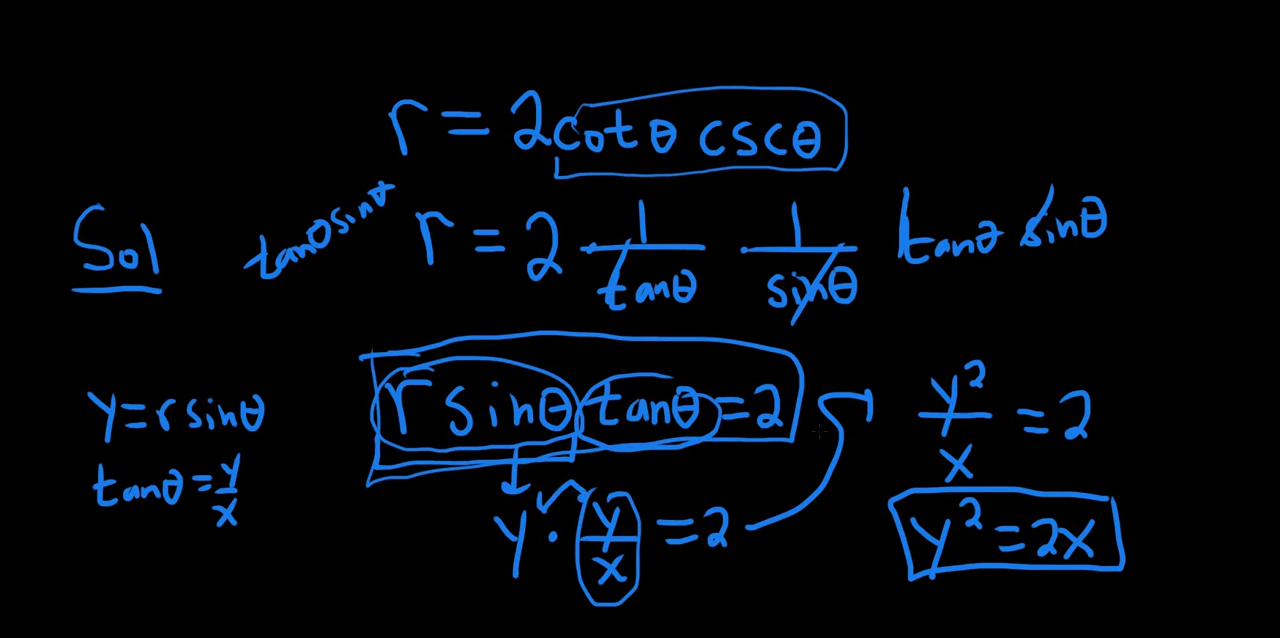 r = 2cotθ cscθ
Sol
tanθsinθ r = 2 1/tanθ 1/sinθ tanθ sinθ
y = r sinθ
tanθ = y/x
r sinθ tanθ = 2
y · y/x = 2
y²/x = 2
y² = 2x